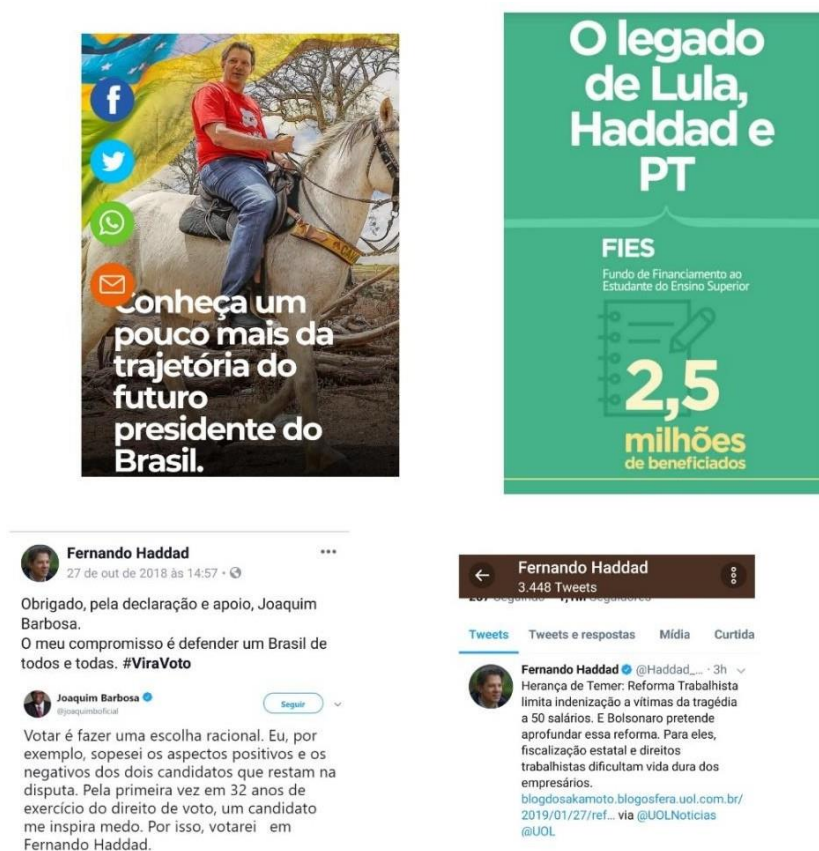 Conheça um
pouco mais da
trajetória do
futuro
presidente do
Brasil.
O legado
de Lula,
Haddad e
PT
FIES
Fundo de Financiamento ao
Estudante do Ensino Superior
2,5
milhões
de beneficiados
Fernando Haddad
27 de out de 2018 às 14:57
Obrigado, pela declaração e apoio, Joaquim
Barbosa.
O meu compromisso é defender um Brasil de
todos e todas. #ViraVoto
Joaquim Barbosa
@joaquimboficial
Seguir
Votar é fazer uma escolha racional. Eu, por
exemplo, sopesei os aspectos positivos e os
negativos dos dois candidatos que restam na
disputa. Pela primeira vez em 32 anos de
exercício do direito de voto, um candidato
me inspira medo. Por isso, votarei em
Fernando Haddad.
Fernando Haddad
3.448 Tweets
Tweets Tweets e respostas Mídia Curtida
Fernando Haddad @Haddad_... · 3h
Herança de Temer: Reforma Trabalhista
limita indenização a vítimas da tragédia
a 50 salários. E Bolsonaro pretende
aprofundar essa reforma. Para eles,
fiscalização estatal e direitos
trabalhistas dificultam vida dura dos
empresários.
blogdosakamoto.blogosfera.uol.com.br/
2019/01/27/ref... via @UOLNoticias
@UOL